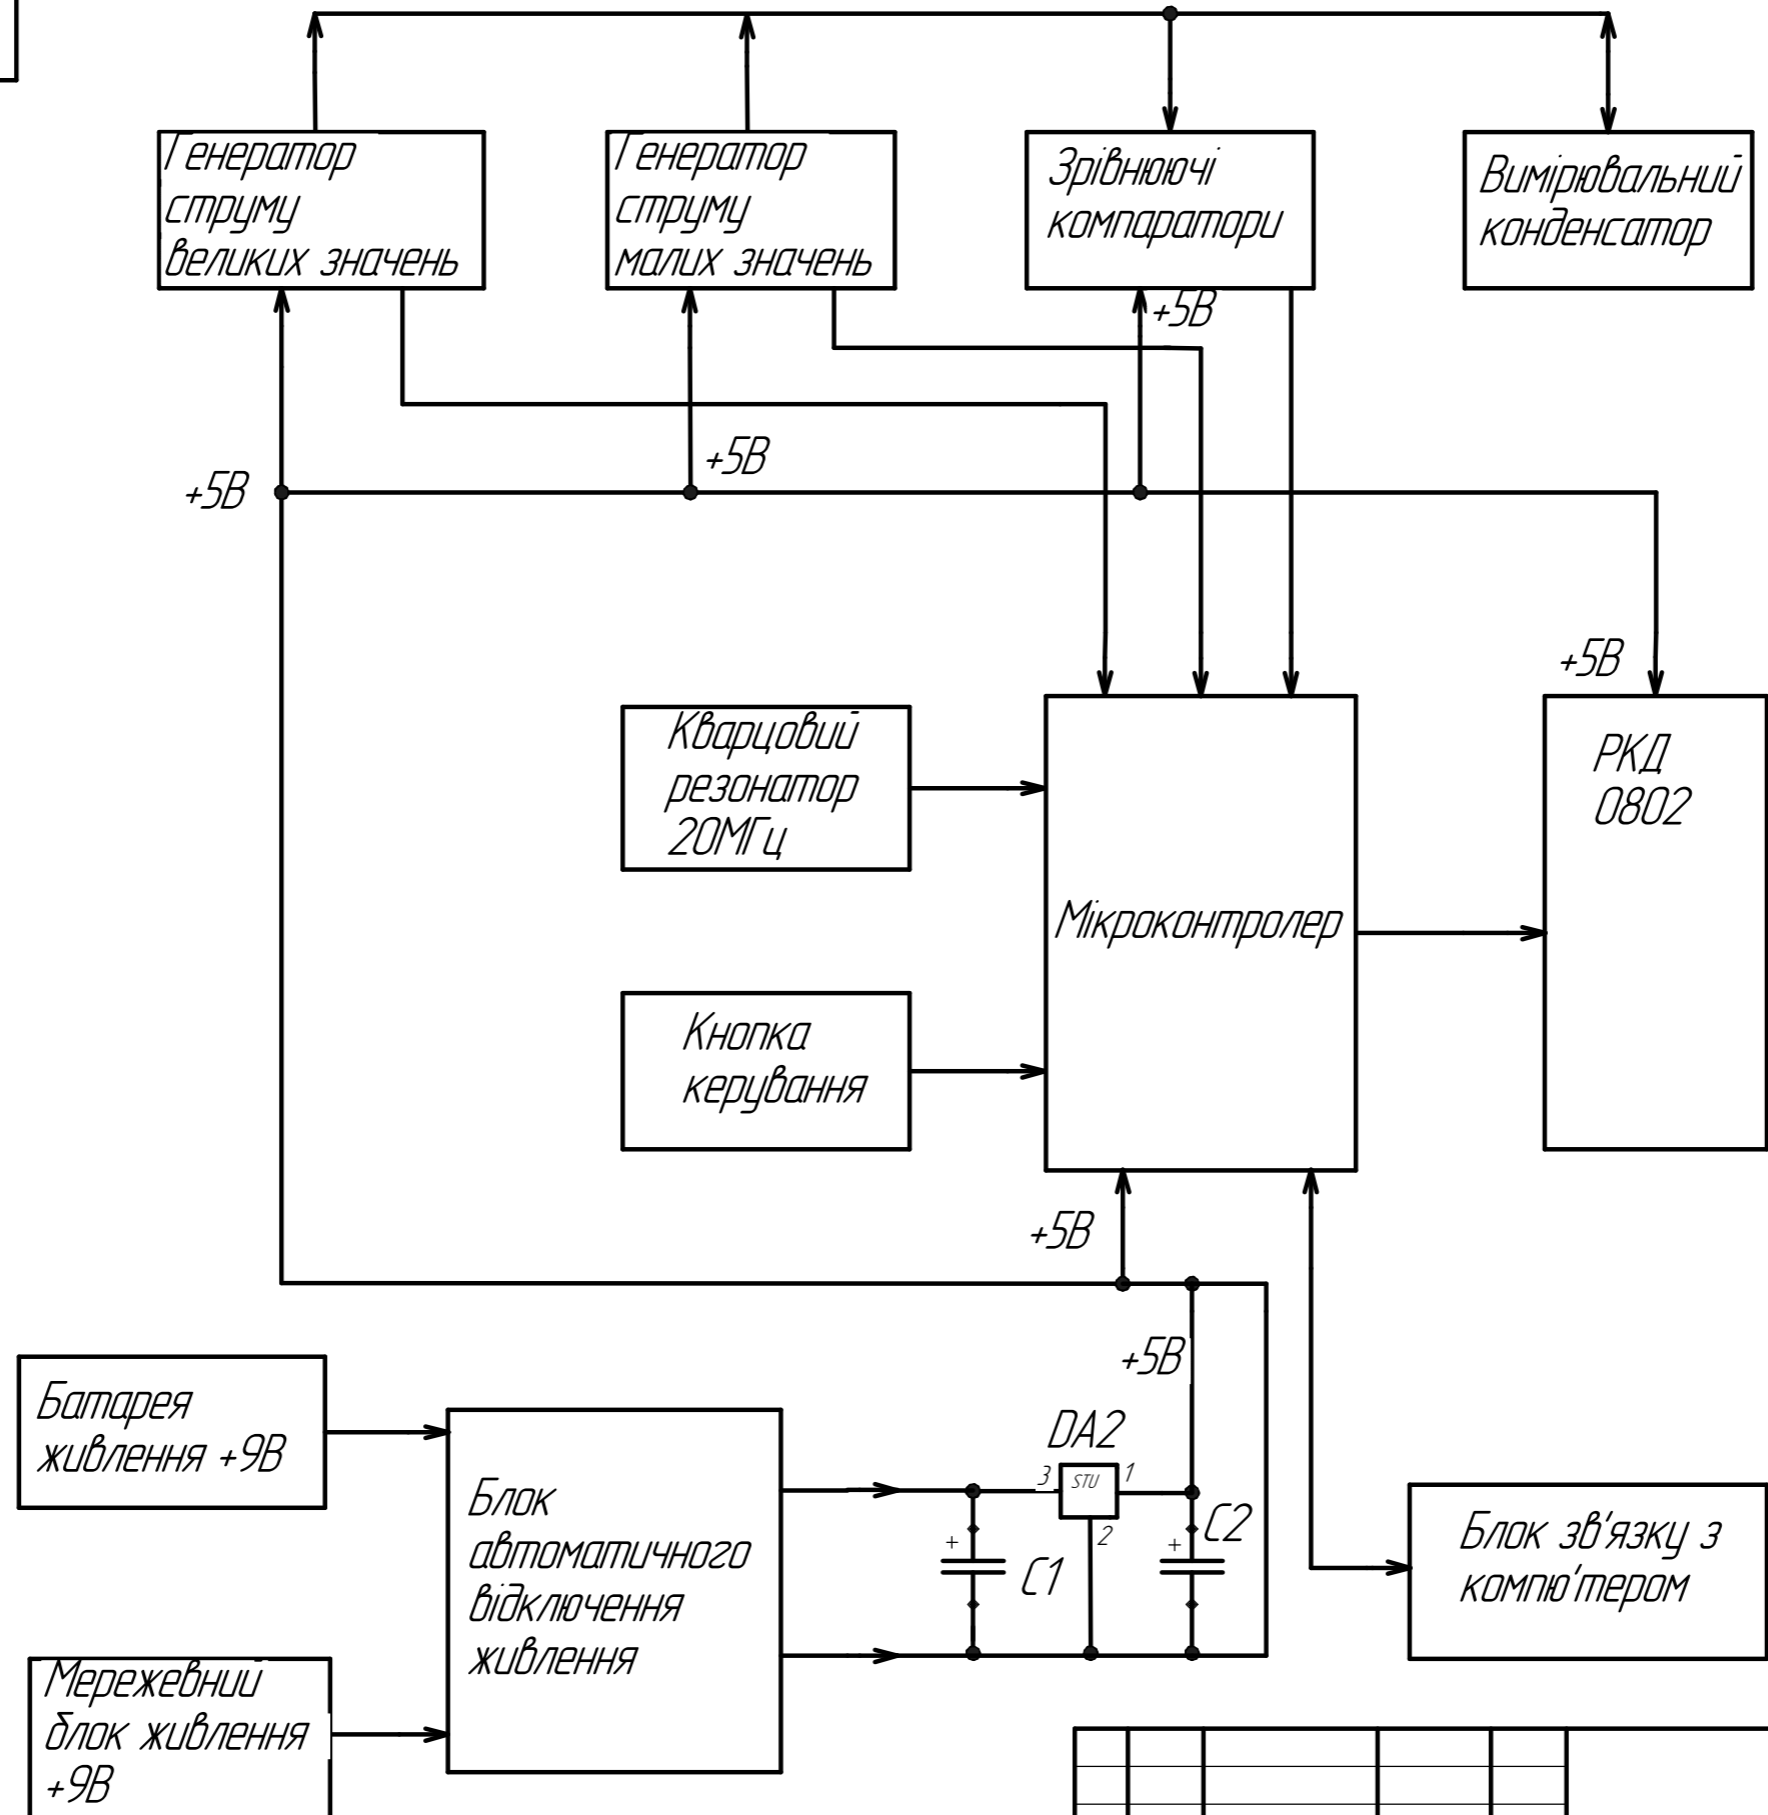 Генератор
струму
великих значень
Генератор
струму
малих значень
Зрівнюючі
компаратори
Вимірювальний
конденсатор
+5В
+5В
+5В
+5В
Кварцовий
резонатор
20МГц
РКД
0802
Мікроконтролер
Кнопка
керування
+5В
+5В
Батарея
живлення +9В
DA2
3
STU
1
2
Блок
автоматичного
відключення
живлення
+
C1
+
C2
Блок зв'язку з
компю'тером
Мережевний
блок живлення
+9В